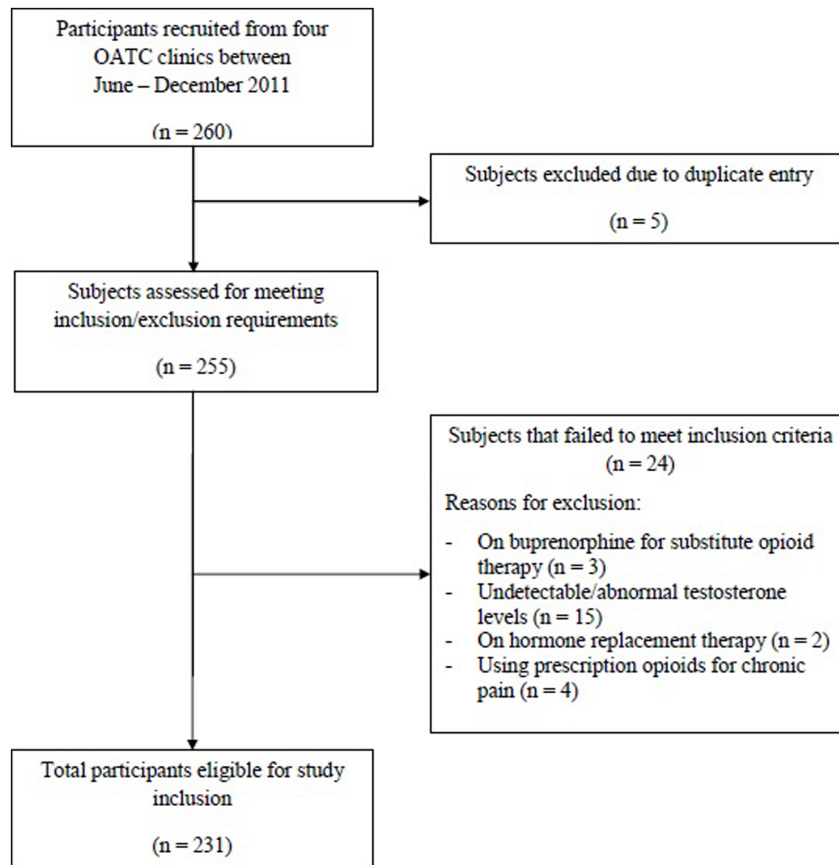 Participants recruited from four
OATC clinics between
June – December 2011
(n = 260)
Subjects excluded due to duplicate entry
(n = 5)
Subjects assessed for meeting
inclusion/exclusion requirements
(n = 255)
Subjects that failed to meet inclusion criteria
(n = 24)
Reasons for exclusion:
- On buprenorphine for substitute opioid
therapy (n = 3)
- Undetectable/abnormal testosterone
levels (n = 15)
- On hormone replacement therapy (n = 2)
- Using prescription opioids for chronic
pain (n = 4)
Total participants eligible for study
inclusion
(n = 231)